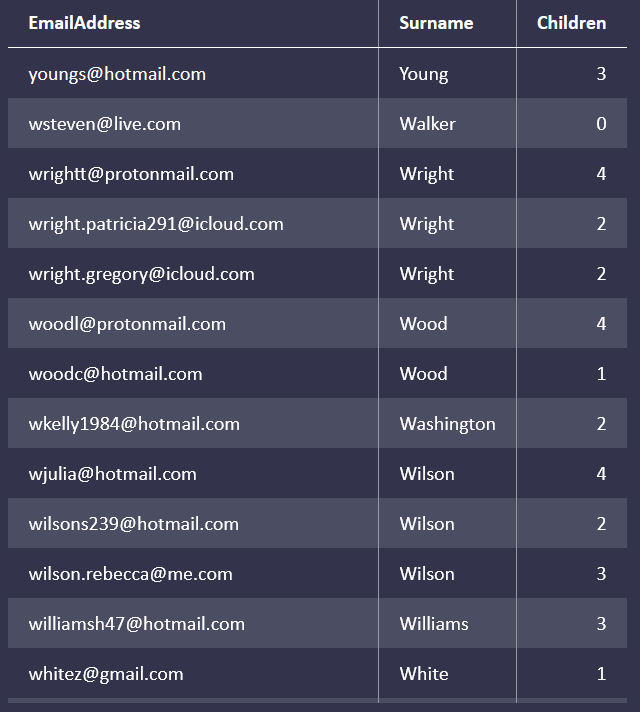 EmailAddress Surname Children
youngs@hotmail.com Young 3
wsteven@live.com Walker 0
wrightt@protonmail.com Wright 4
wright.patricia291@icloud.com Wright 2
wright.gregory@icloud.com Wright 2
woodl@protonmail.com Wood 4
woodc@hotmail.com Wood 1
wkelly1984@hotmail.com Washington 2
wjulia@hotmail.com Wilson 4
wilsons239@hotmail.com Wilson 2
wilson.rebecca@me.com Wilson 3
williamsh47@hotmail.com Williams 3
whitez@gmail.com White 1